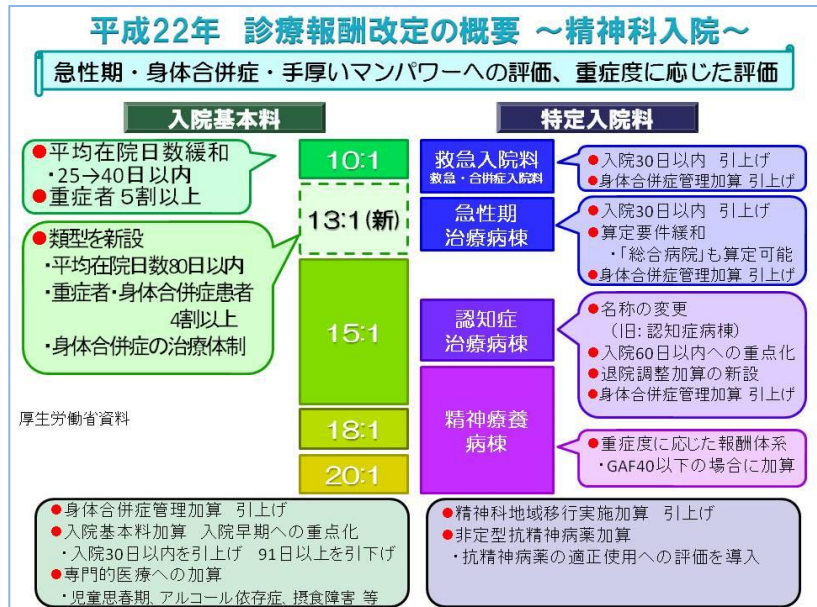 平成22年 診療報酬改定の概要 ～精神科入院～
急性期・身体合併症・手厚いマンパワーへの評価、重症度に応じた評価
入院基本料
●平均在院日数緩和
・25→40日以内
●重症者５割以上
●類型を新設
・平均在院日数80日以内
・重症者・身体合併症患者
4割以上
・身体合併症の治療体制
厚生労働省資料
10:1
13:1(新)
15:1
18:1
20:1
特定入院料
救急入院料
救急・合併症入院料
急性期
治療病棟
認知症
治療病棟
精神療養
病棟
●入院30日以内 引上げ
●身体合併症管理加算 引上げ
●入院30日以内 引上げ
●算定要件緩和
・「総合病院」も算定可能
●身体合併症管理加算 引上げ
●名称の変更
（旧：認知症病棟）
●入院60日以内への重点化
●退院調整加算の新設
●身体合併症管理加算 引上げ
●重症度に応じた報酬体系
・GAF40以下の場合に加算
●身体合併症管理加算 引上げ
●入院基本料加算 入院早期への重点化
・入院30日以内を引上げ 91日以上を引下げ
●専門的医療への加算
・児童思春期、アルコール依存症、摂食障害 等
●精神科地域移行実施加算 引上げ
●非定型抗精神病薬加算
・抗精神病薬の適正使用への評価を導入